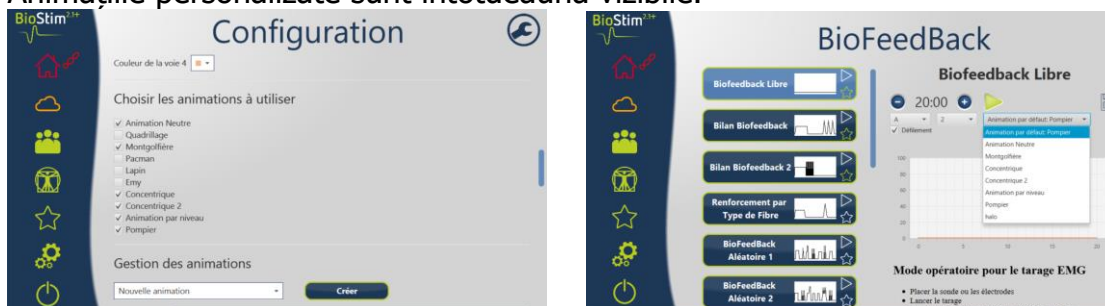 Animațiile personalizate sunt întotdeauna vizibile.
BioStim 2.1+
Configuration
Couleur de la voie 4
Choisir les animations à utiliser
Animation Neutre
Quadrillage
Montgolfière
Pacman
Lapin
Emy
Concentrique
Concentrique 2
Animation par niveau
Pompier
Gestion des animations
Nouvelle animation
Créer
BioStim 2.1+
BioFeedBack
Biofeedback Libre
Bilan Biofeedback
Bilan Biofeedback 2
Renforcement par
Type de Fibre
BioFeedBack
Aléatoire 1
BioFeedBack
Aléatoire 2
Biofeedback Libre
20:00
A 2 Animation par défaut: Pompier
Défilement
Animation par défaut: Pompier
Animation Neutre
Montgolfière
Concentrique
Concentrique 2
Animation par niveau
Pompier
halo
100
80
60
40
20
0
0 5 10 15 20
Mode opératoire pour le tarage EMG
• Placer la sonde ou les électrodes
• Lancer le tarage